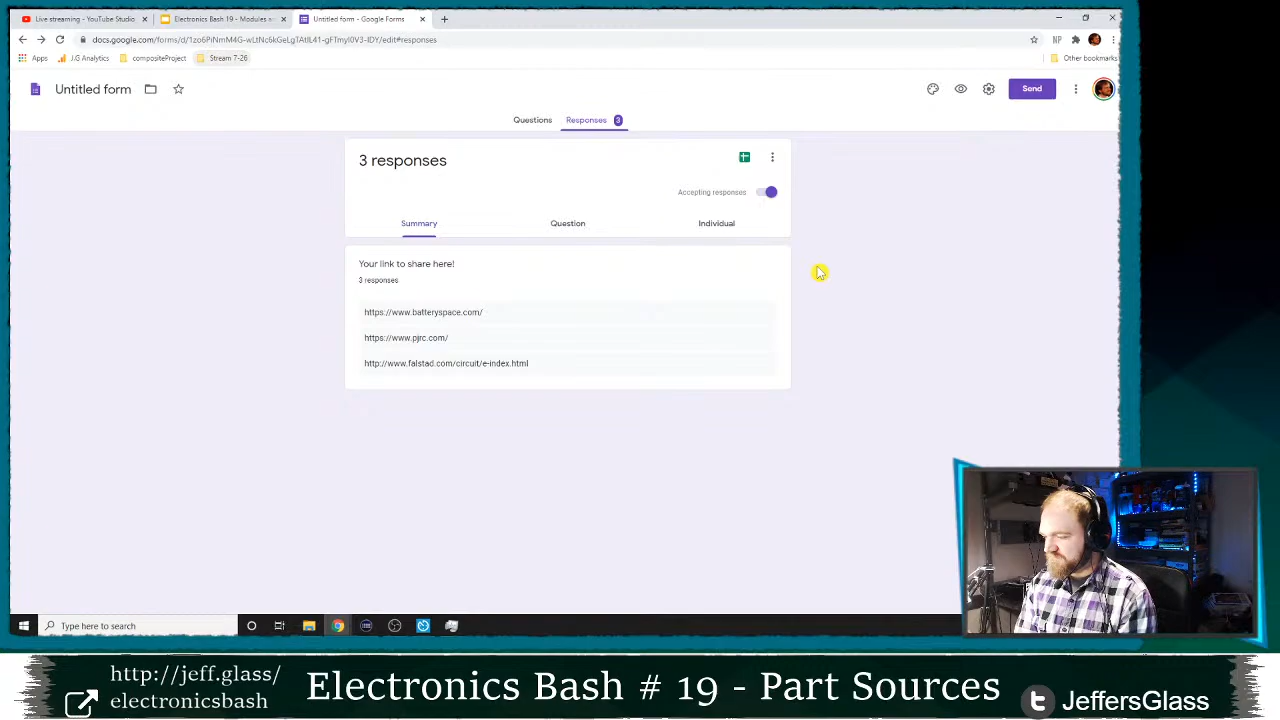 Live streaming - YouTube Studio
Electronics Bash 19 - Modules a
Untitled form - Google Forms
Apps
J.G Analytics
compositeProject
Stream 7-26
NP
Other bookmarks
Untitled form
Send
Questions
Responses 3
3 responses
Accepting responses
Summary
Question
Individual
Your link to share here!
3 responses
https://www.batteryspace.com/
https://www.pjrc.com/
http://www.falstad.com/circuit/e-index.html
Type here to search
http://jeff.glass/
electronicsbash
Electronics Bash # 19 - Part Sources
JeffersGlass